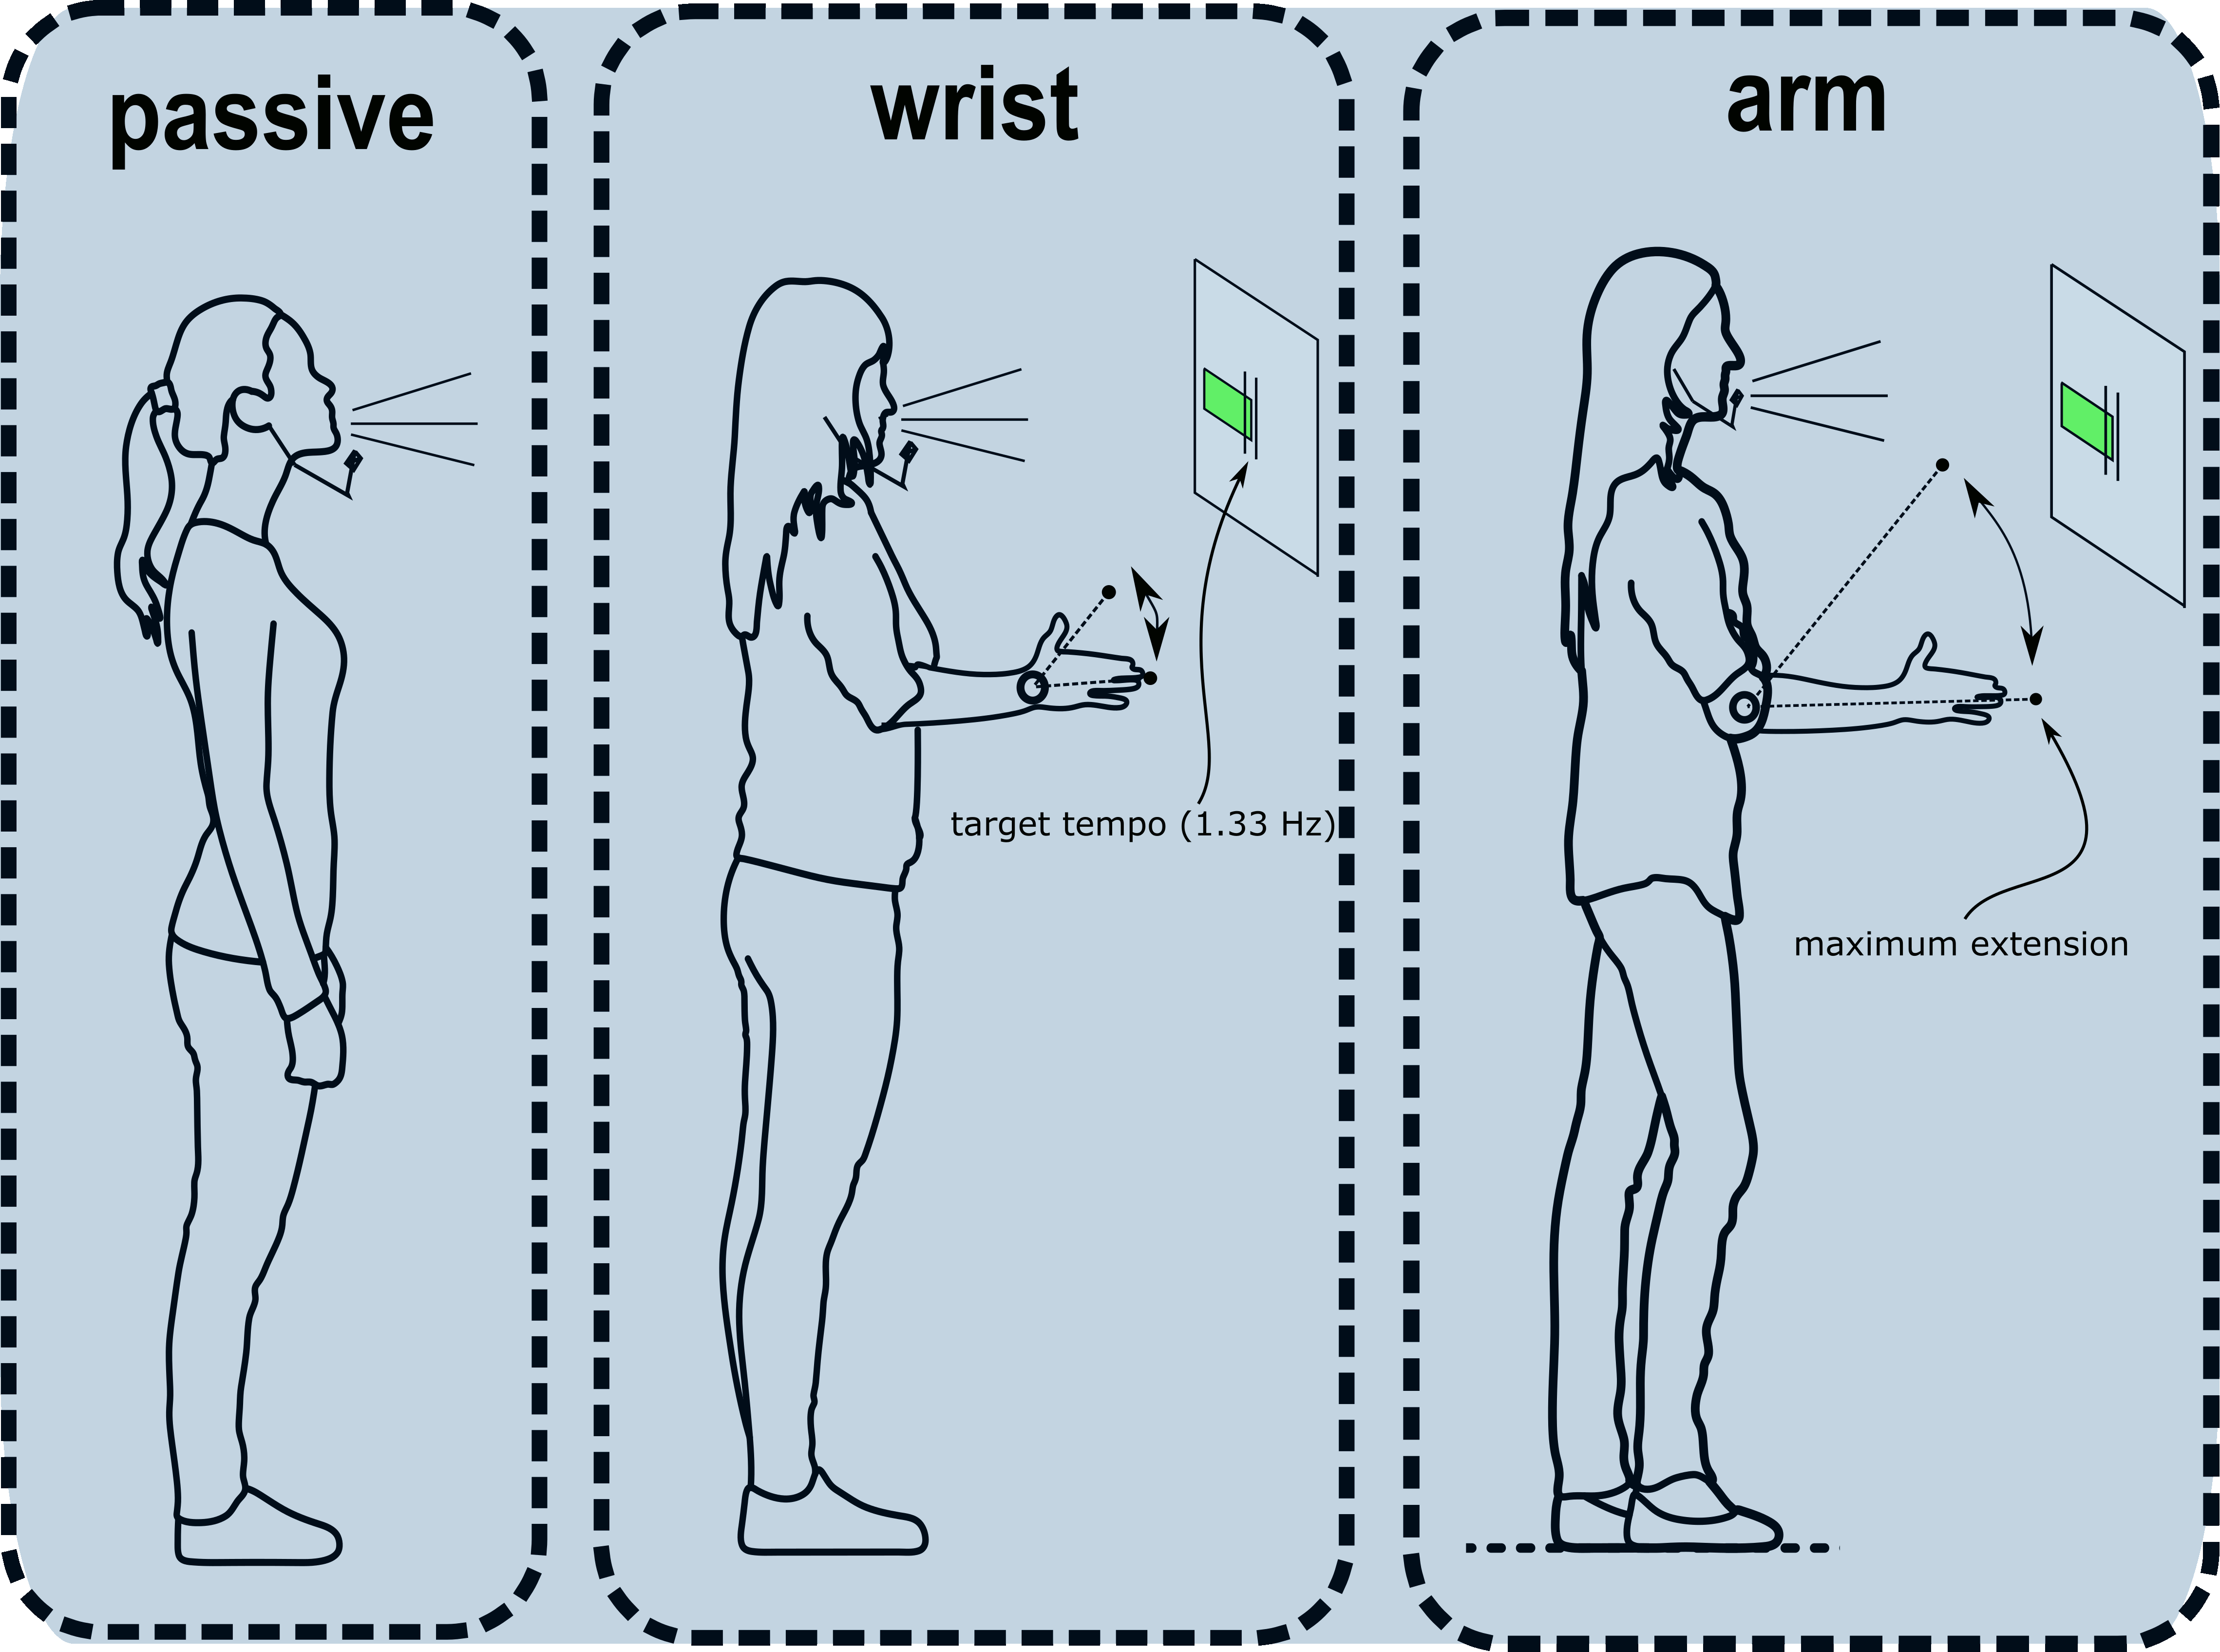 passive
wrist
arm
target tempo (1.33 Hz)
maximum extension